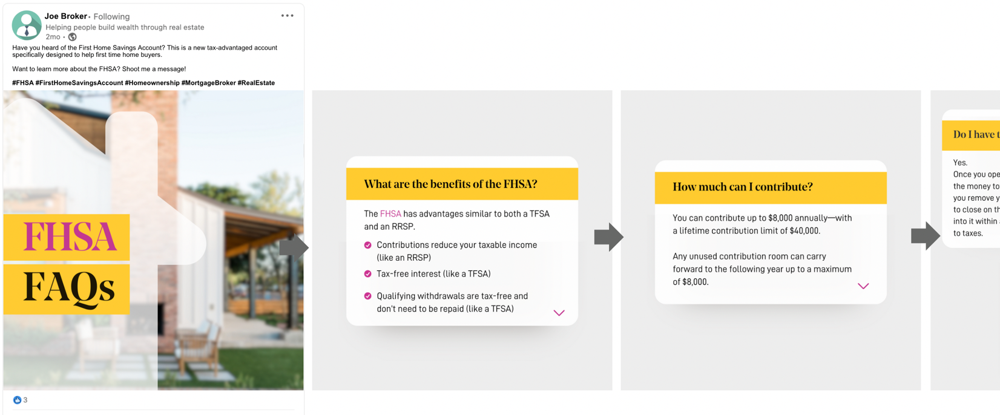 Joe Broker · Following
Helping people build wealth through real estate
2mo ·
Have you heard of the First Home Savings Account? This is a new tax-advantaged account
specifically designed to help first time home buyers.
Want to learn more about the FHSA? Shoot me a message!
#FHSA #FirstHomeSavingsAccount #Homeownership #MortgageBroker #RealEstate
FHSA
FAQs
3
What are the benefits of the FHSA?
The FHSA has advantages similar to both a TFSA
and an RRSP.
Contributions reduce your taxable income
(like an RRSP)
Tax-free interest (like a TFSA)
Qualifying withdrawals are tax-free and
don't need to be repaid (like a TFSA)
How much can I contribute?
You can contribute up to $8,000 annually—with
a lifetime contribution limit of $40,000.
Any unused contribution room can carry
forward to the following year up to a maximum
of $8,000.
Do I have t
Yes.
Once you ope
the money to
you remove y
to close on th
into it within
to taxes.